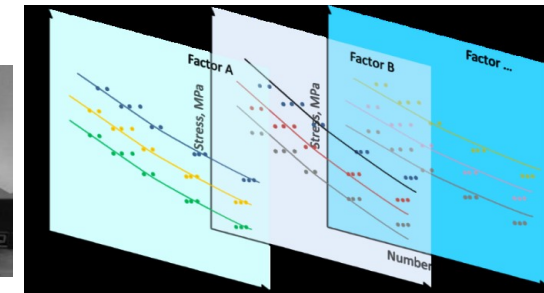 Factor A
Factor B
Factor ...
Stress, MPa
Stress, MPa
Number